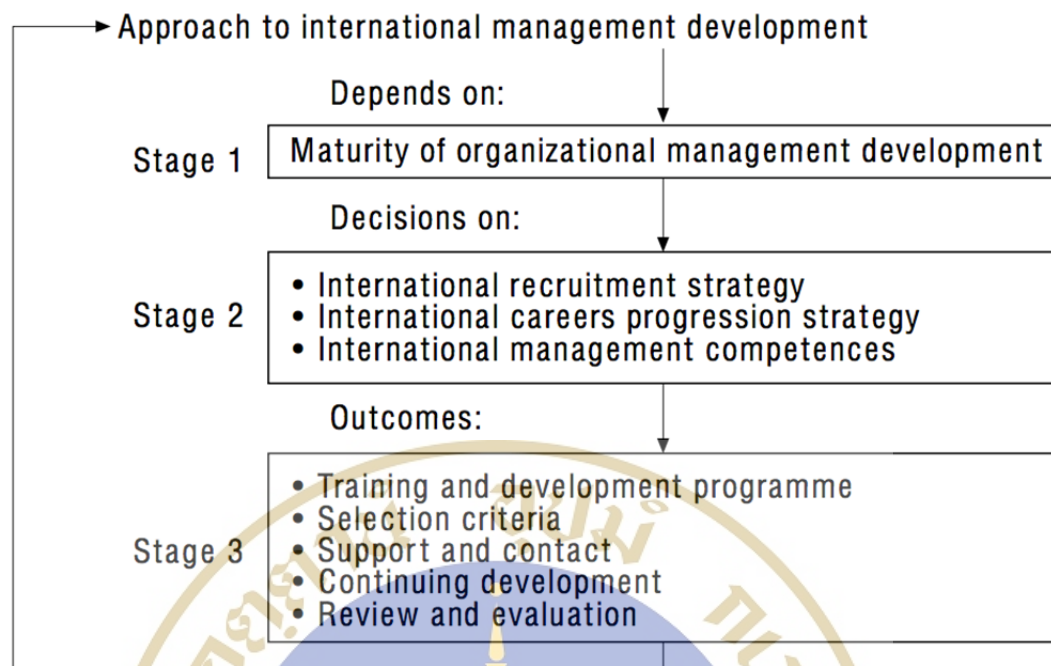 Approach to international management development
Depends on:
Stage 1
Maturity of organizational management development
Decisions on:
Stage 2
• International recruitment strategy
• International careers progression strategy
• International management competences
Outcomes:
Stage 3
• Training and development programme
• Selection criteria
• Support and contact
• Continuing development
• Review and evaluation